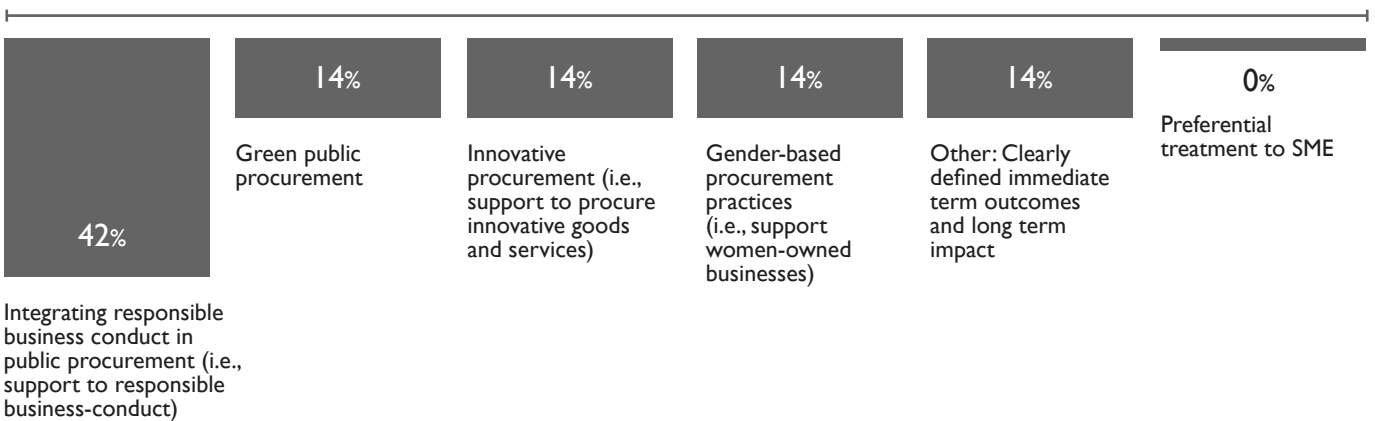 42%
Integrating responsible
business conduct in
public procurement (i.e.,
support to responsible
business-conduct)
14%
Green public
procurement
14%
Innovative
procurement (i.e.,
support to procure
innovative goods
and services)
14%
Gender-based
procurement
practices
(i.e., support
women-owned
businesses)
14%
Other: Clearly
defined immediate
term outcomes
and long term
impact
0%
Preferential
treatment to SME